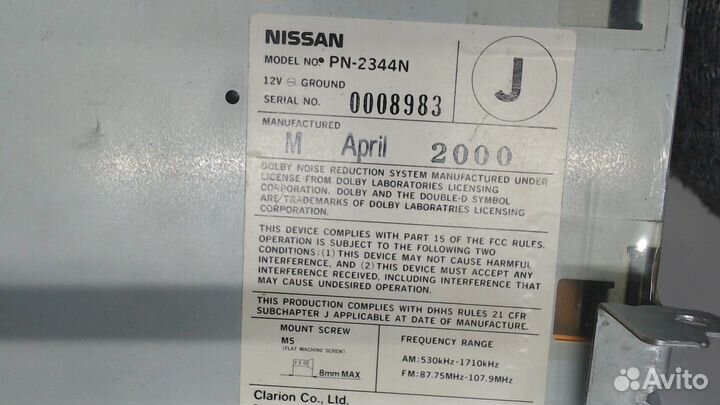 NISSAN
MODEL NO. PN-2344N
12V ⊖ GROUND
SERIAL NO. 0008983
J
MANUFACTURED
M April 2000
DOLBY NOISE REDUCTION SYSTEM MANUFACTURED UNDER
LICENSE FROM DOLBY LABORATORIES LICENSING
CORPORATION. DOLBY AND THE DOUBLE-D SYMBOL
ARE TRADEMARKS OF DOLBY LABORATRIES LICENSING
CORPORATION.
THIS DEVICE COMPLIES WITH PART 15 OF THE FCC RULES.
OPERATION IS SUBJECT TO THE FOLLOWING TWO
CONDITIONS: (1) THIS DEVICE MAY NOT CAUSE HARMFUL
INTERFERENCE, AND (2) THIS DEVICE MUST ACCEPT ANY
INTERFERENCE RECEIVED, INCLUDING INTERFERENCE THAT
MAY CAUSE UNDESIRED OPERATION.
THIS PRODUCTION COMPLIES WITH DHHS RULES 21 CFR
SUBCHAPTER J APPLICABLE AT DATE OF MANUFACTURE.
MOUNT SCREW
M5
(FLAT MACHINE SCREW)
8mm MAX
FREQUENCY RANGE
AM: 530kHz-1710kHz
FM: 87.75MHz-107.9MHz
Clarion Co., Ltd.
Avito